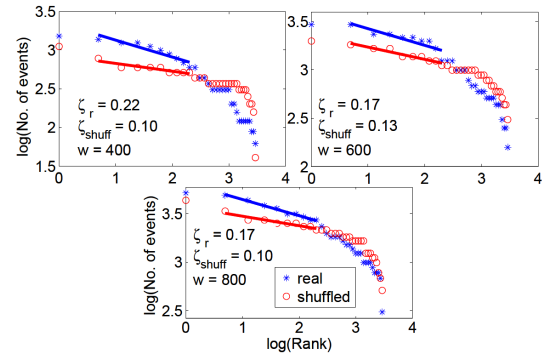 log(No. of events)
4
3.5
3
2.5
2
1.5
ζ r = 0.22
ζshuff = 0.10
w = 400
0 1 2 3 4
3.5
3
2.5
2
ζ r = 0.17
ζshuff = 0.13
w = 600
0 1 2 3 4
log(No. of events)
3.5
3
2.5
ζ r = 0.17
ζshuff = 0.10
w = 800
real
shuffled
0 1 2 3 4
log(Rank)